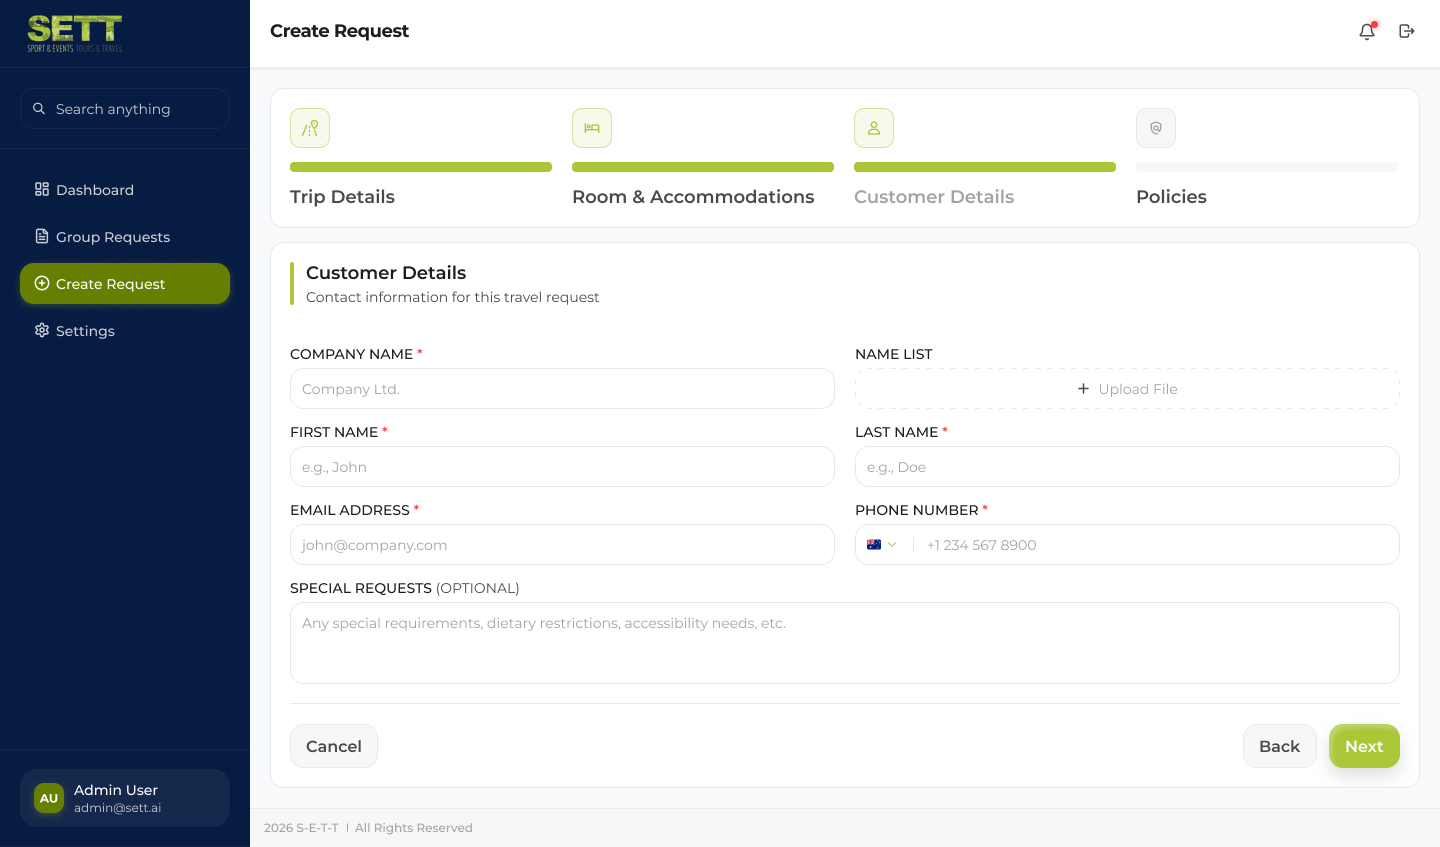 SETT
SPORT & EVENTS TOURS & TRAVEL
Create Request
Search anything
Dashboard
Group Requests
Create Request
Settings
Trip Details
Room & Accommodations
Customer Details
Policies
Customer Details
Contact information for this travel request
COMPANY NAME *
NAME LIST
Company Ltd.
+ Upload File
FIRST NAME *
LAST NAME *
e.g., John
e.g., Doe
EMAIL ADDRESS *
PHONE NUMBER *
john@company.com
+1 234 567 8900
SPECIAL REQUESTS (OPTIONAL)
Any special requirements, dietary restrictions, accessibility needs, etc.
Cancel
Back
Next
AU
Admin User
admin@sett.ai
2026 S-E-T-T | All Rights Reserved